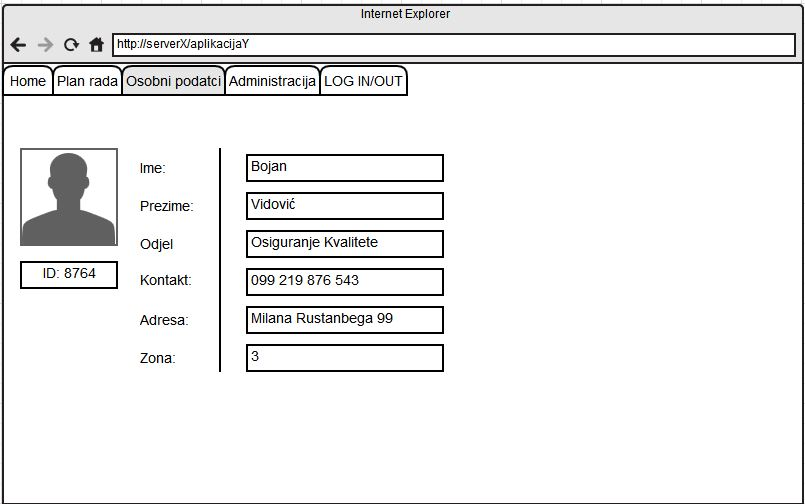 Internet Explorer
http://serverX/aplikacijaY
Home Plan rada Osobni podatci Administracija LOG IN/OUT
Ime: Bojan
Prezime: Vidović
Odjel Osiguranje Kvalitete
ID: 8764
Kontakt: 099 219 876 543
Adresa: Milana Rustanbega 99
Zona: 3